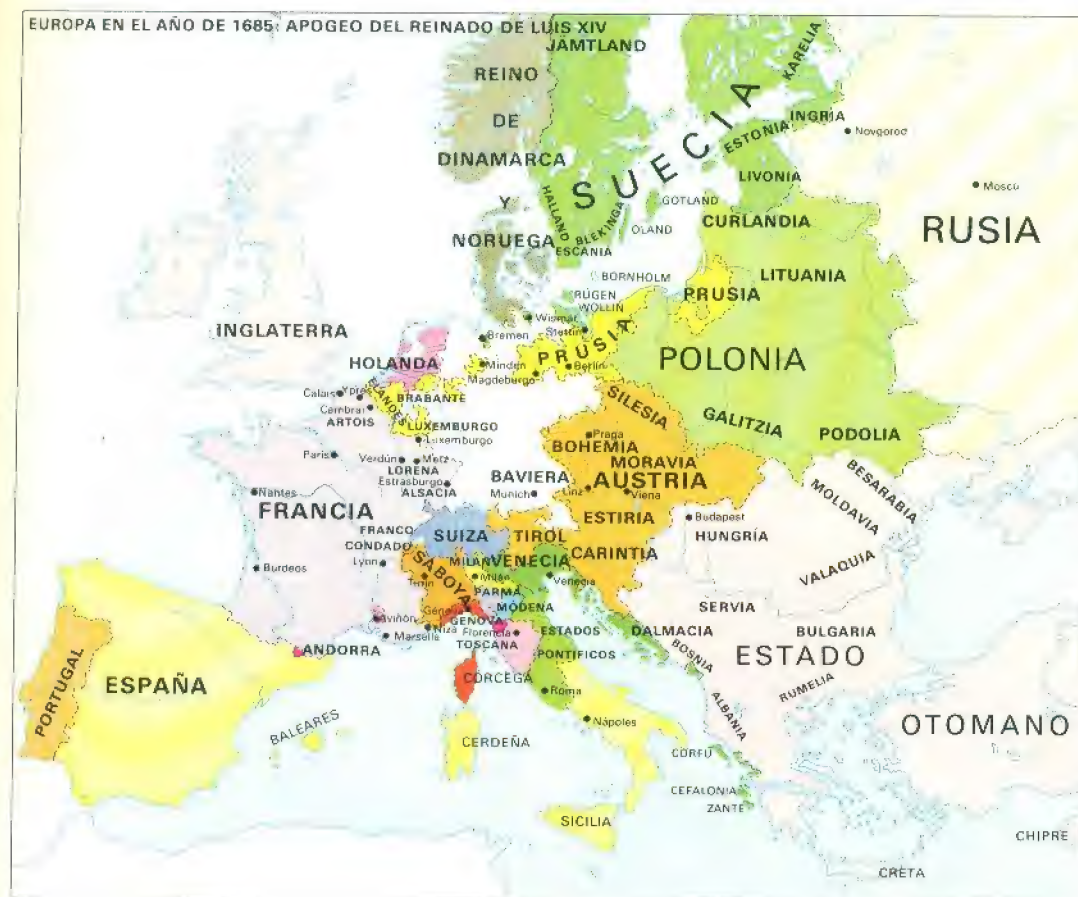 EUROPA EN EL AÑO DE 1685: APOGEO DEL REINADO DE LUIS XIV
JÄMTLAND
KARELIA
REINO
DE
DINAMARCA
Y
NORUEGA
SUECIA
INGRIA
ESTONIA
Novgorod
LIVONIA
Moscú
HALLAND
BLEKINGA
ESCANIA
GOTLAND
OLAND
CURLANDIA
RUSIA
BORNHOLM
LITUANIA
PRUSIA
RÜGEN
WOLLIN
Wismar
Stettin
INGLATERRA
Bremen
PRUSIA
HOLANDA
Minden
Berlín
Magdeburgo
POLONIA
Calais
Ypres
FLANDES
BRABANTE
Cambrai
ARTOIS
SILESIA
LUXEMBURGO
Luxemburgo
GALITZIA
PODOLIA
Praga
BOHEMIA
París
Verdún
Metz
MORAVIA
LORENA
BAVIERA
AUSTRIA
BESARABIA
Estrasburgo
ALSACIA
Munich
Linz
Viena
MOLDAVIA
Nantes
FRANCIA
ESTIRIA
Budapest
HUNGRÍA
FRANCO
CONDADO
SUIZA
TIROL
CARINTIA
Lyon
MILAN
VENECIA
VALAQUIA
Burdeos
SABOYA
Milán
Venecia
Turín
PARMA
MODENA
SERVIA
Génova
GENOVA
Aviñón
Niza
Florencia
ESTADOS
DALMACIA
BULGARIA
Marsella
TOSCANA
ANDORRA
PONTIFICOS
BOSNIA
ESTADO
CORCEGA
RUMELIA
ESPAÑA
PORTUGAL
Roma
ALBANIA
Nápoles
OTOMANO
BALEARES
CERDEÑA
CORFÚ
CEFALONIA
ZANTE
SICILIA
CHIPRE
CRETA